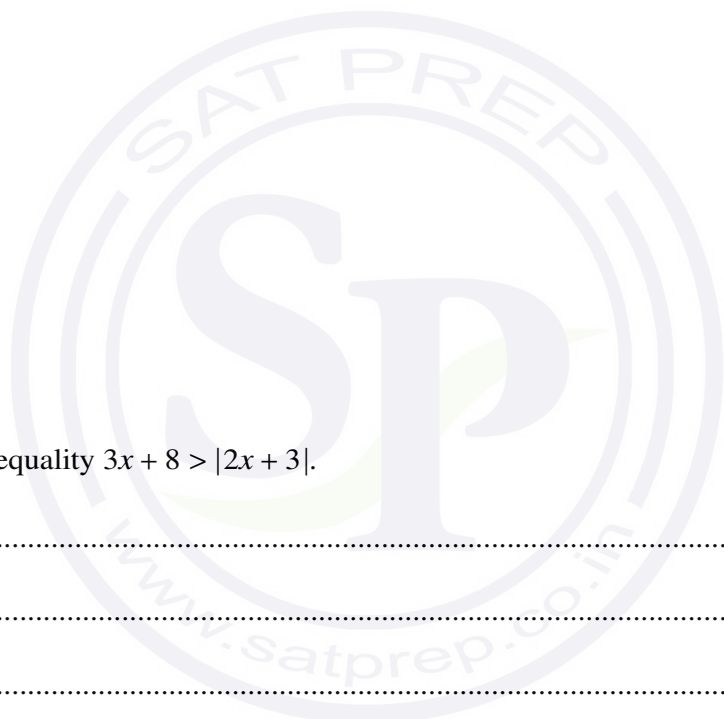 SAT PREP
SP
equality 3x + 8 > |2x + 3|.
www.satprep.co.in